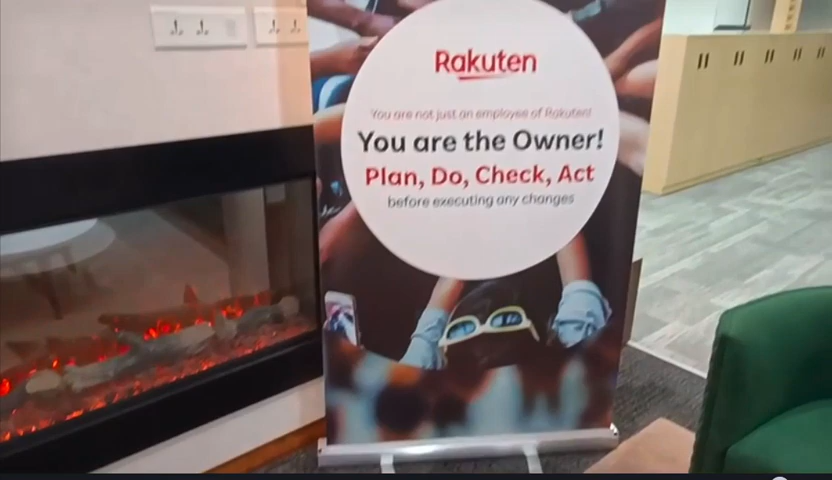 Rakuten
You are not just an employee of Rakuten!
You are the Owner!
Plan, Do, Check, Act
before executing any changes